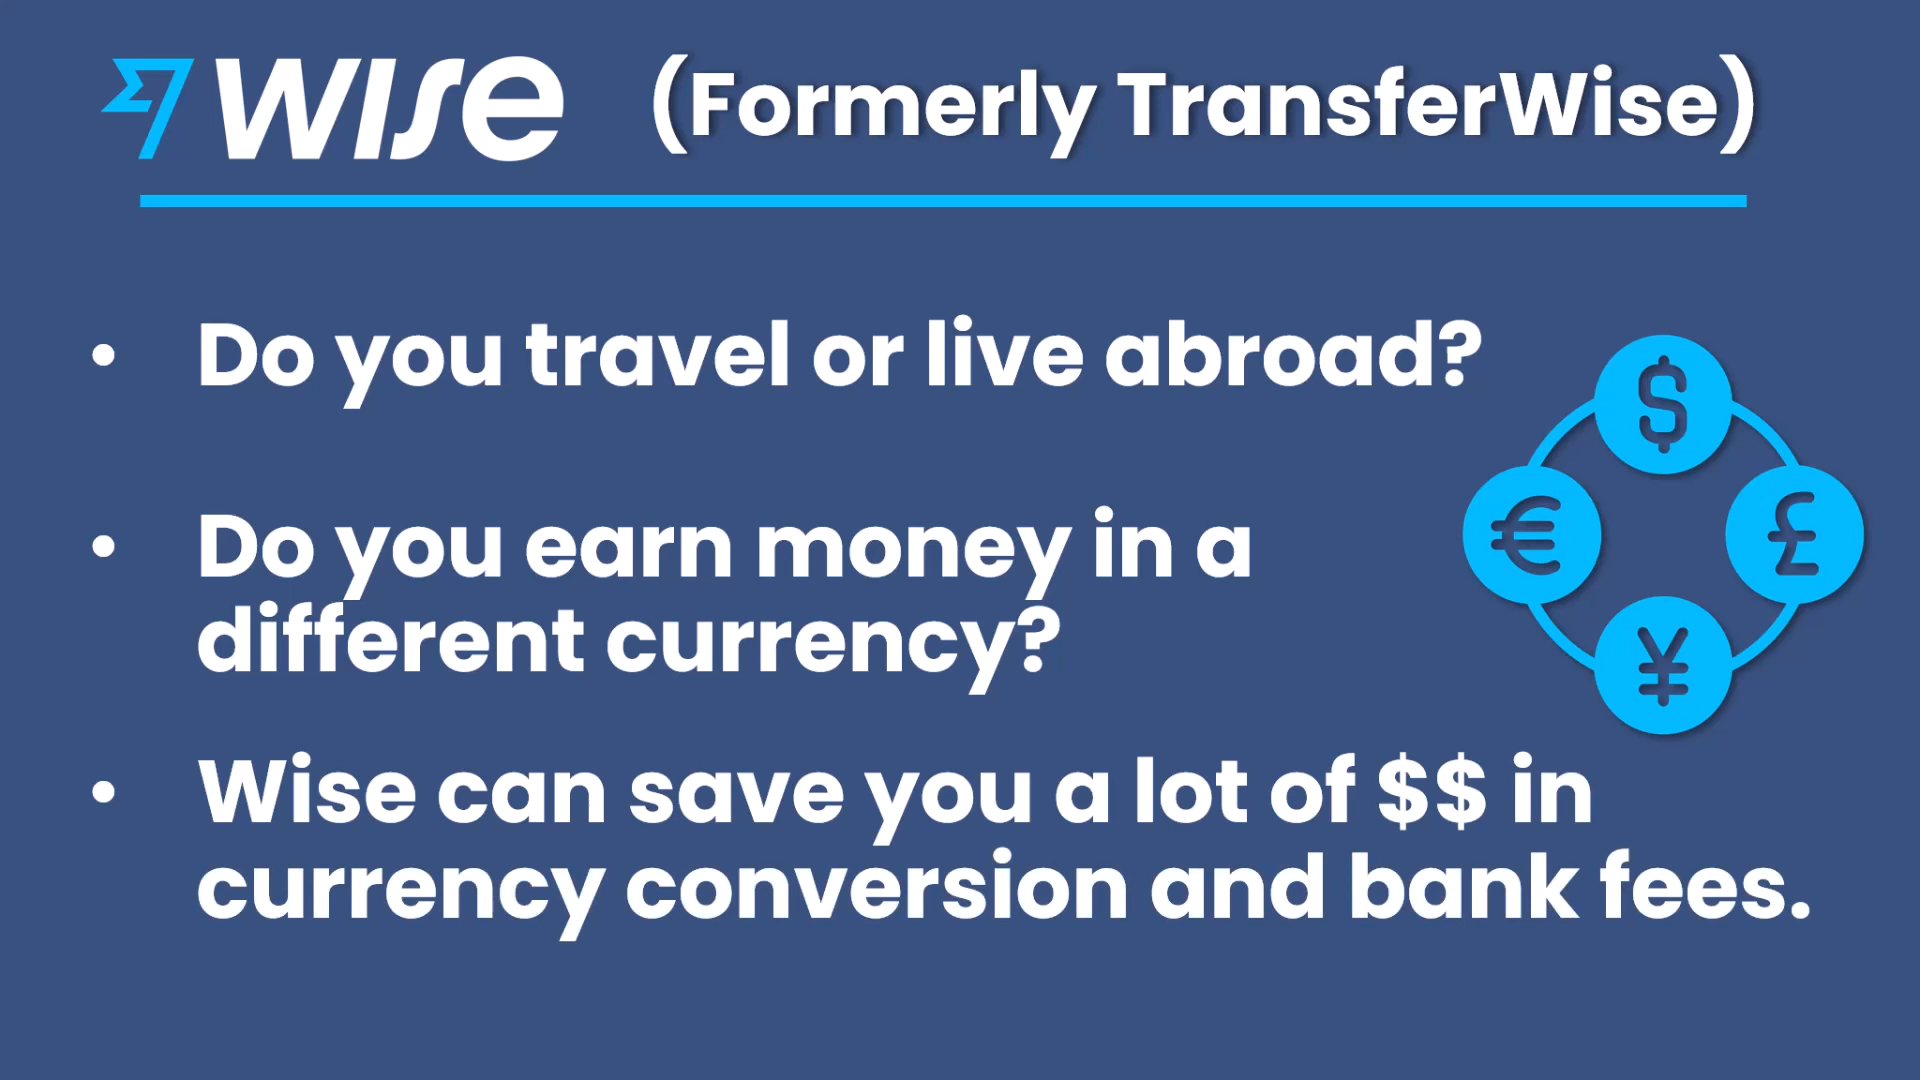 wise (Formerly TransferWise)
• Do you travel or live abroad?
• Do you earn money in a
different currency?
• Wise can save you a lot of $$ in
currency conversion and bank fees.
$
€ £
¥